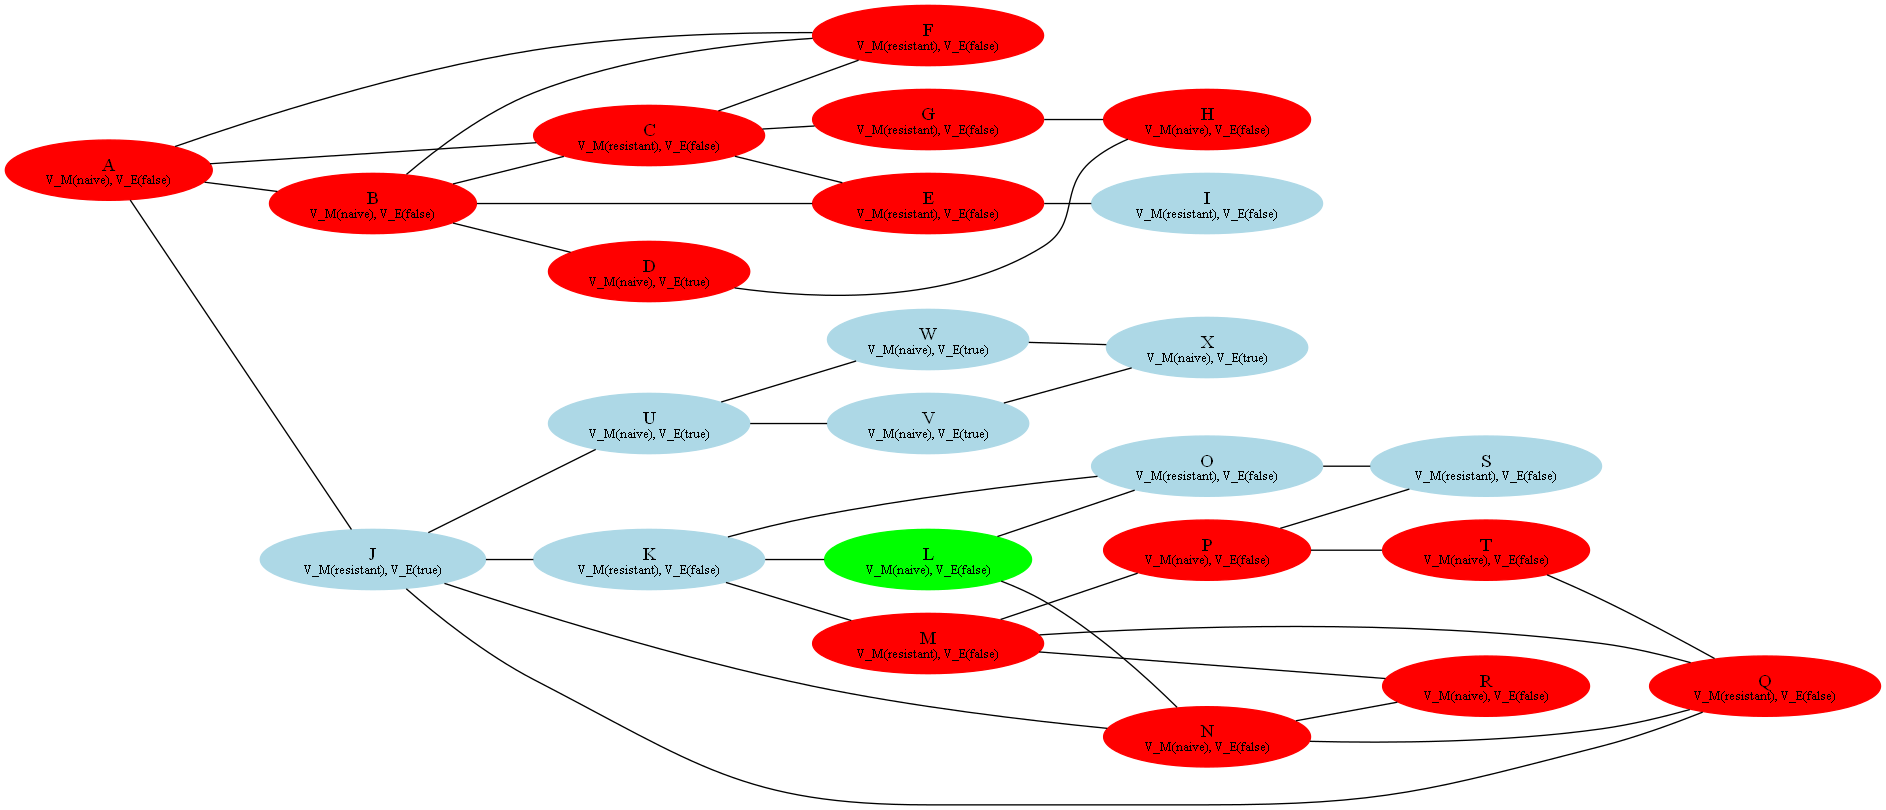 F
V_M(resistant), V_E(false)
G
V_M(resistant), V_E(false)
H
V_M(naive), V_E(false)
C
V_M(resistant), V_E(false)
A
V_M(naive), V_E(false)
B
V_M(naive), V_E(false)
E
V_M(resistant), V_E(false)
I
V_M(resistant), V_E(false)
D
V_M(naive), V_E(true)
W
V_M(naive), V_E(true)
X
V_M(naive), V_E(true)
U
V_M(naive), V_E(true)
V
V_M(naive), V_E(true)
O
V_M(resistant), V_E(false)
S
V_M(resistant), V_E(false)
J
V_M(resistant), V_E(true)
K
V_M(resistant), V_E(false)
L
V_M(naive), V_E(false)
P
V_M(naive), V_E(false)
T
V_M(naive), V_E(false)
M
V_M(resistant), V_E(false)
R
V_M(naive), V_E(false)
Q
V_M(resistant), V_E(false)
N
V_M(naive), V_E(false)